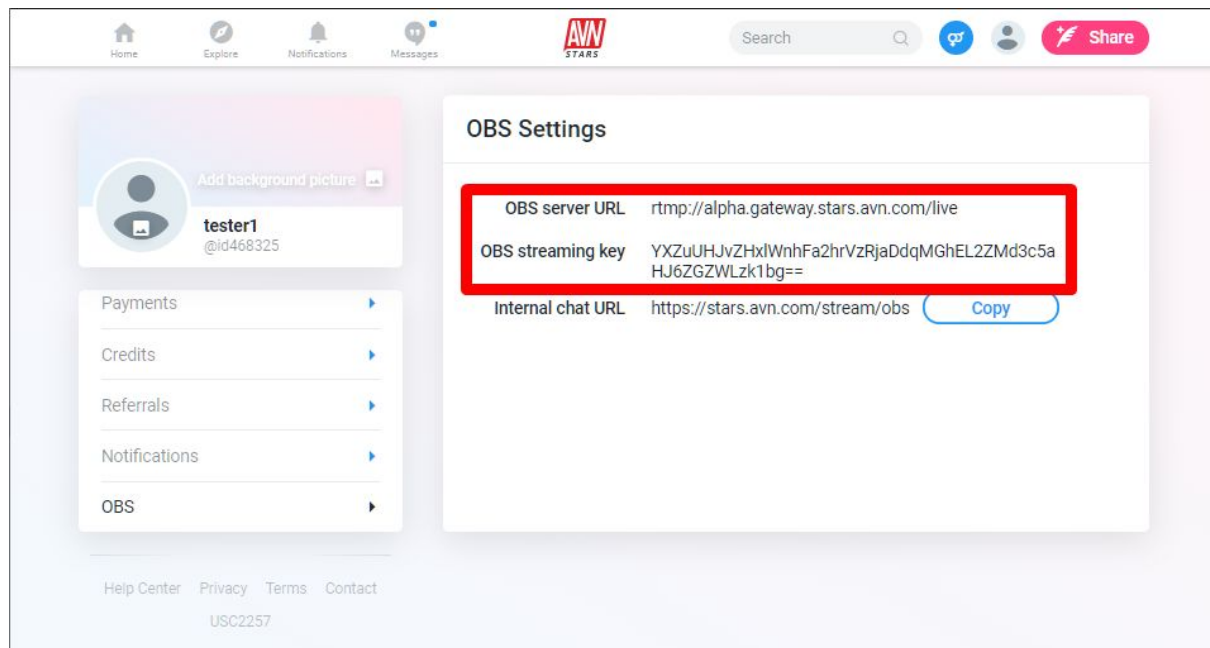 Home Explore Notifications Messages AVN STARS Search Share
Add background picture
tester1
@id468325
Payments
Credits
Referrals
Notifications
OBS
Help Center Privacy Terms Contact
USC2257
OBS Settings
OBS server URL rtmp://alpha.gateway.stars.avn.com/live
OBS streaming key YXZuUHJvZHxlWnhFa2hrVzRjaDdqMGhEL2ZMd3c5a
HJ6ZGZWLzk1bg==
Internal chat URL https://stars.avn.com/stream/obs Copy